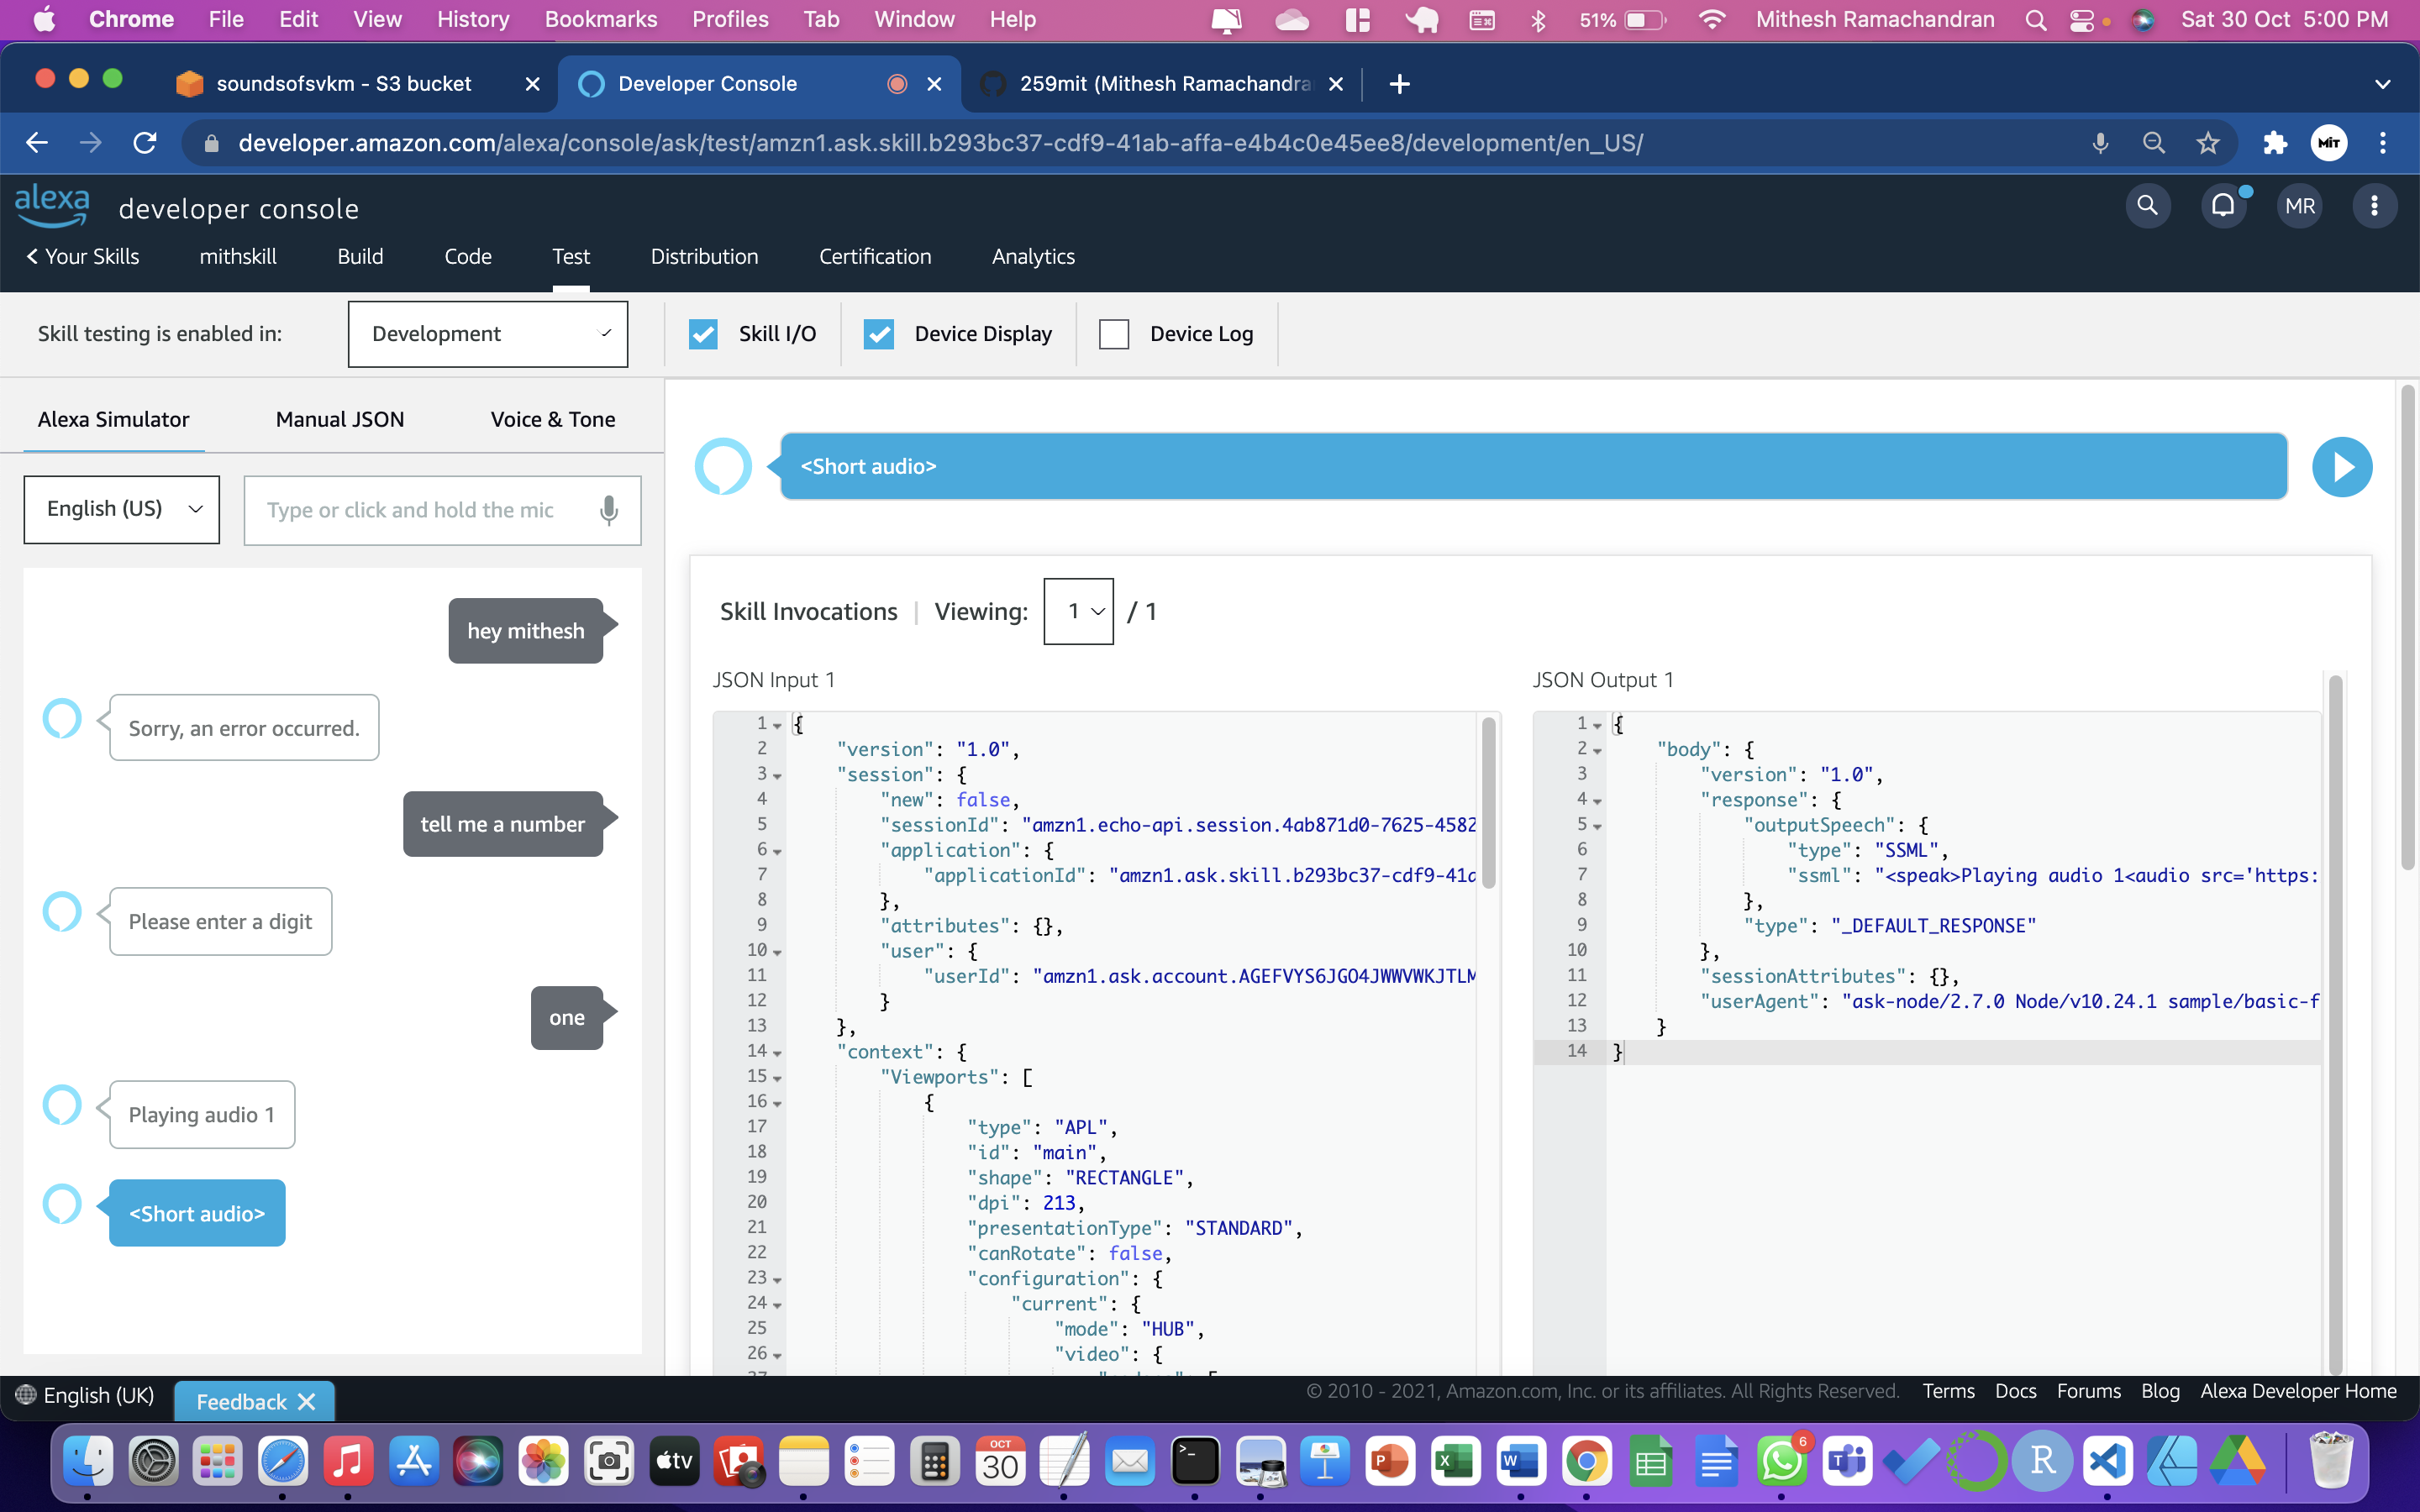 Chrome File Edit View History Bookmarks Profiles Tab Window Help 51% Mithesh Ramachandran Sat 30 Oct 5:00 PM
soundsofsvkm - S3 bucket
Developer Console
259mit (Mithesh Ramachandra
developer.amazon.com/alexa/console/ask/test/amzn1.ask.skill.b293bc37-cdf9-41ab-affa-e4b4c0e45ee8/development/en_US/
MiT
alexa developer console
MR
Your Skills mithskill Build Code Test Distribution Certification Analytics
Skill testing is enabled in: Development Skill I/O Device Display Device Log
Alexa Simulator Manual JSON Voice & Tone
English (US) Type or click and hold the mic
hey mithesh
Sorry, an error occurred.
tell me a number
Please enter a digit
one
Playing audio 1
<Short audio>
<Short audio>
Skill Invocations | Viewing: 1 / 1
JSON Input 1
1 {
2 "version": "1.0",
3 "session": {
4 "new": false,
5 "sessionId": "amzn1.echo-api.session.4ab871d0-7625-4582
6 "application": {
7 "applicationId": "amzn1.ask.skill.b293bc37-cdf9-41a
8 },
9 "attributes": {},
10 "user": {
11 "userId": "amzn1.ask.account.AGEFVYS6JGO4JWWVWKJTLM
12 }
13 },
14 "context": {
15 "Viewports": [
16 {
17 "type": "APL",
18 "id": "main",
19 "shape": "RECTANGLE",
20 "dpi": 213,
21 "presentationType": "STANDARD",
22 "canRotate": false,
23 "configuration": {
24 "current": {
25 "mode": "HUB",
26 "video": {
JSON Output 1
1 {
2 "body": {
3 "version": "1.0",
4 "response": {
5 "outputSpeech": {
6 "type": "SSML",
7 "ssml": "<speak>Playing audio 1<audio src='https:
8 },
9 "type": "_DEFAULT_RESPONSE"
10 },
11 "sessionAttributes": {},
12 "userAgent": "ask-node/2.7.0 Node/v10.24.1 sample/basic-f
13 }
14 }
English (UK) Feedback
© 2010 - 2021, Amazon.com, Inc. or its affiliates. All Rights Reserved. Terms Docs Forums Blog Alexa Developer Home
tv
OCT
30
>_
P
X
W
6
T
R